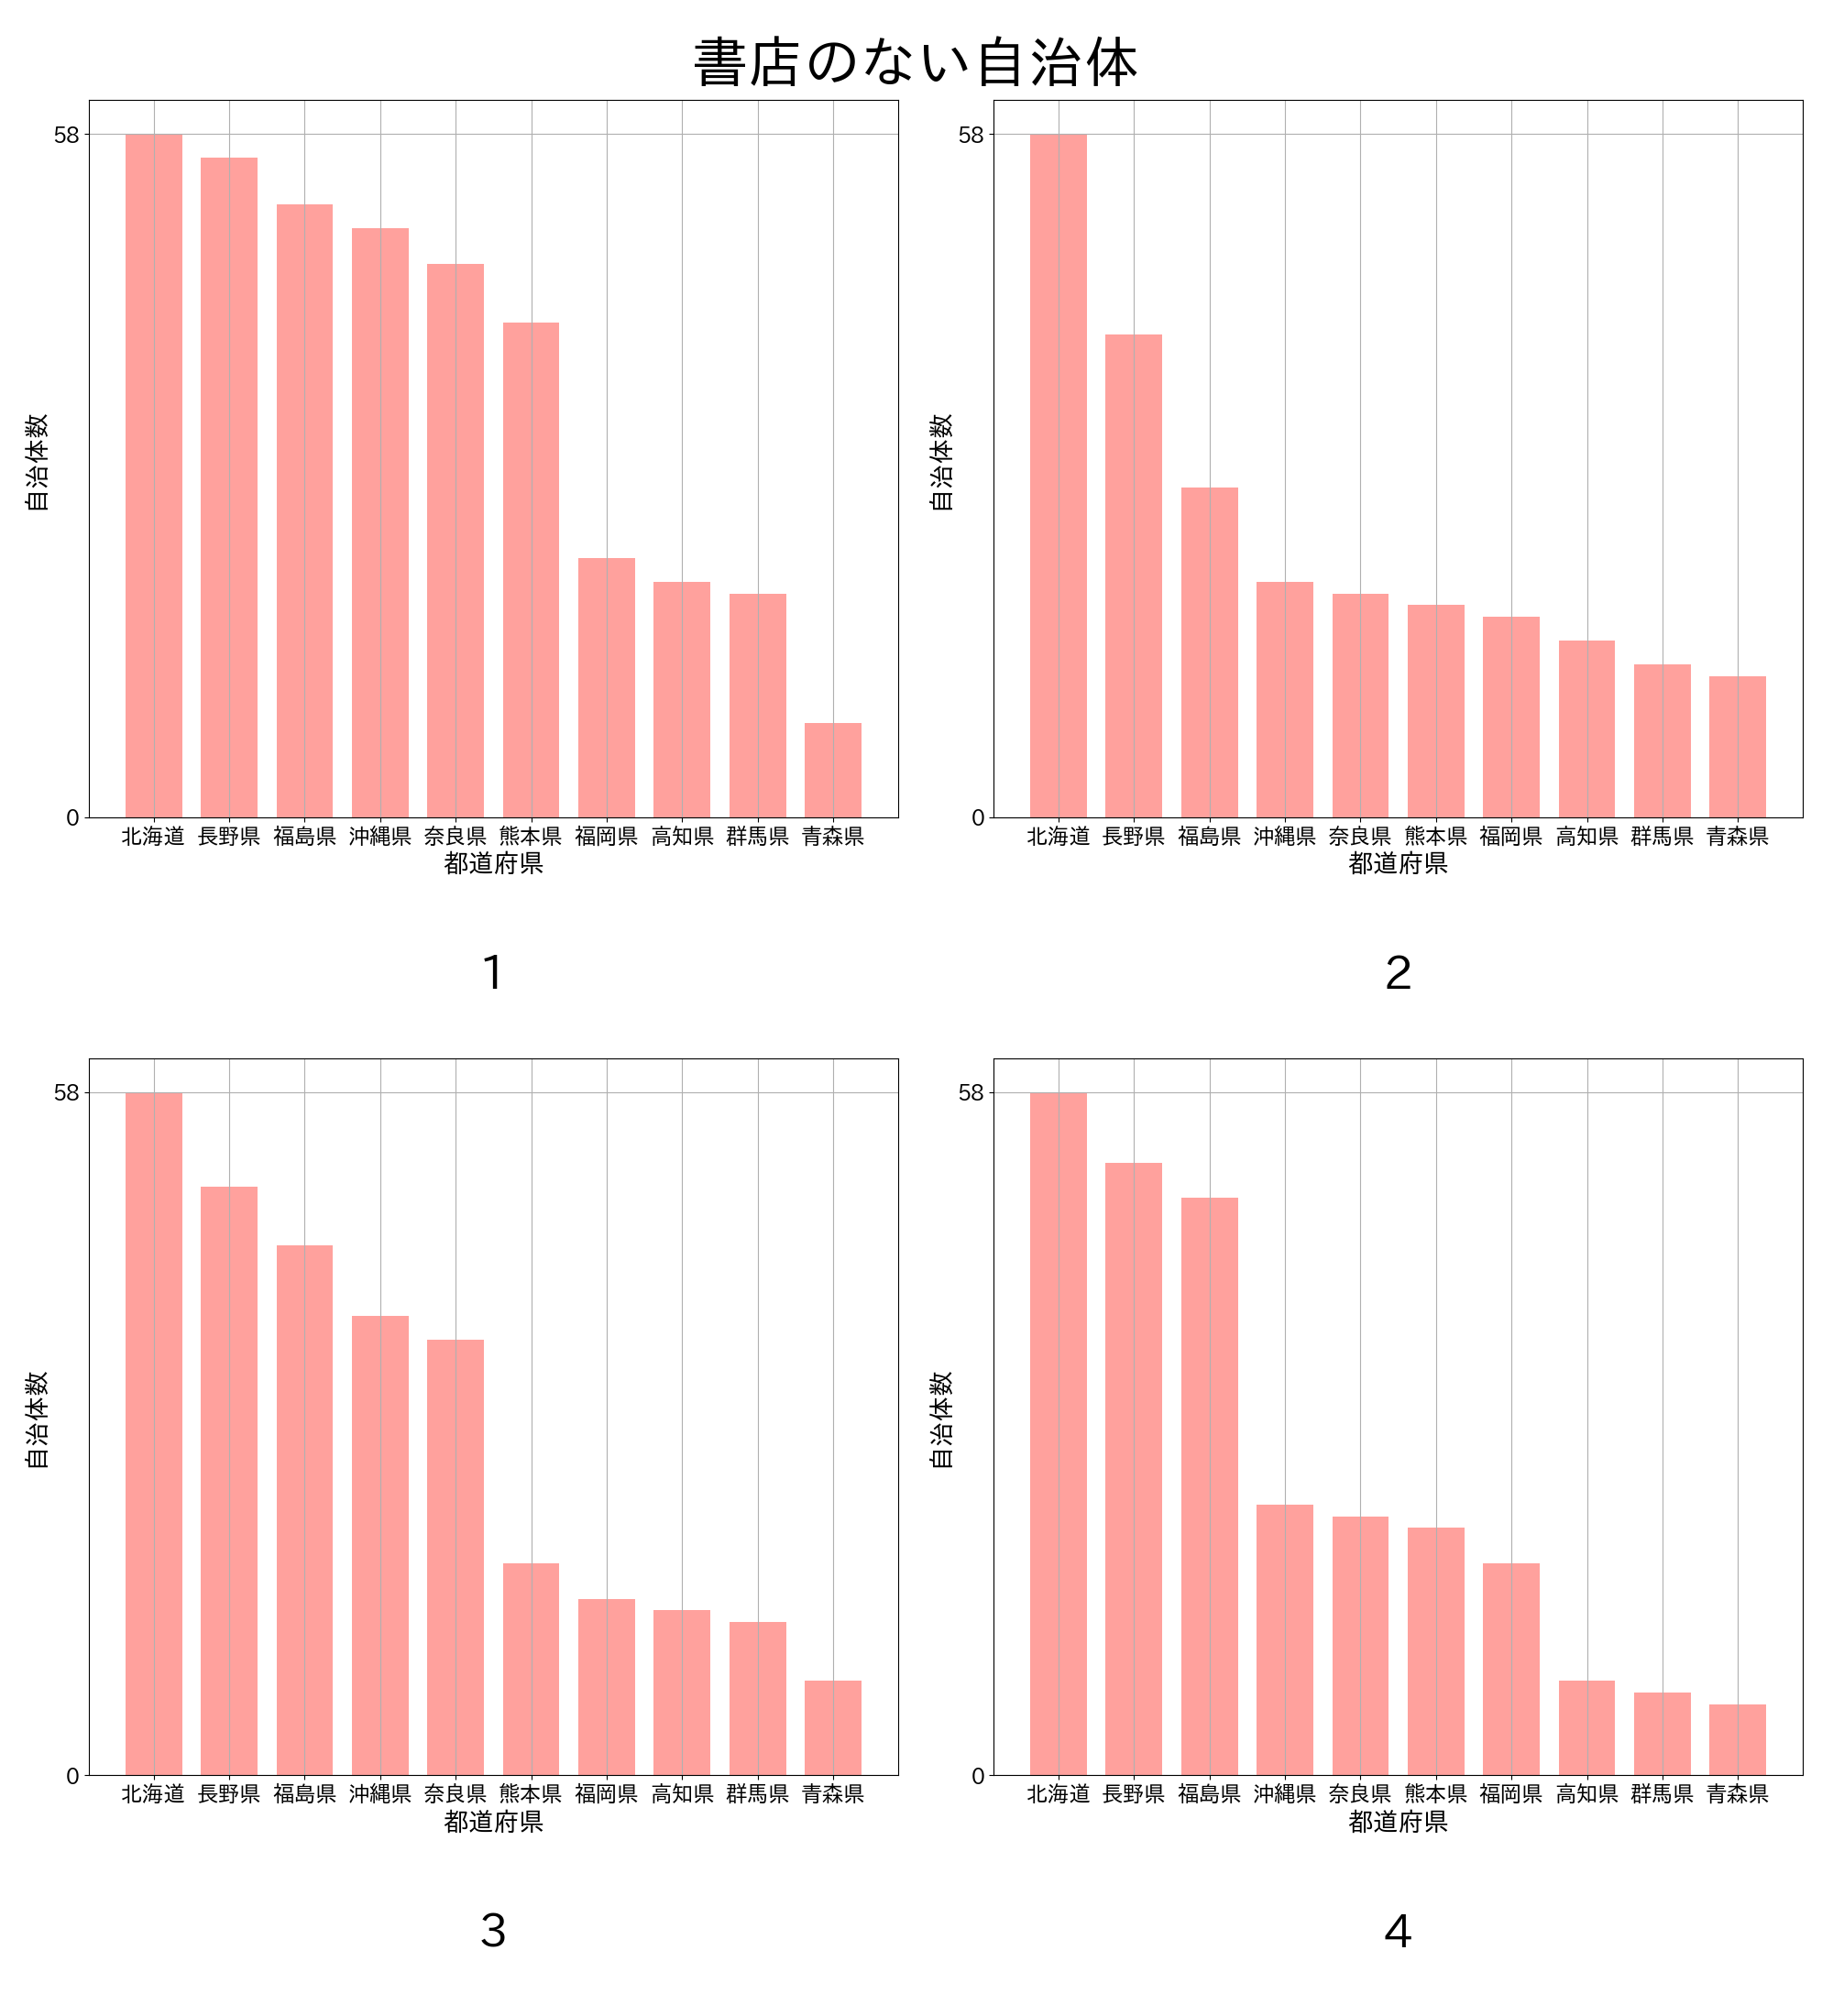 書店のない自治体
58
0
自治体数
北海道 長野県 福島県 沖縄県 奈良県 熊本県 福岡県 高知県 群馬県 青森県
都道府県
1
58
0
自治体数
北海道 長野県 福島県 沖縄県 奈良県 熊本県 福岡県 高知県 群馬県 青森県
都道府県
2
58
0
自治体数
北海道 長野県 福島県 沖縄県 奈良県 熊本県 福岡県 高知県 群馬県 青森県
都道府県
3
58
0
自治体数
北海道 長野県 福島県 沖縄県 奈良県 熊本県 福岡県 高知県 群馬県 青森県
都道府県
4